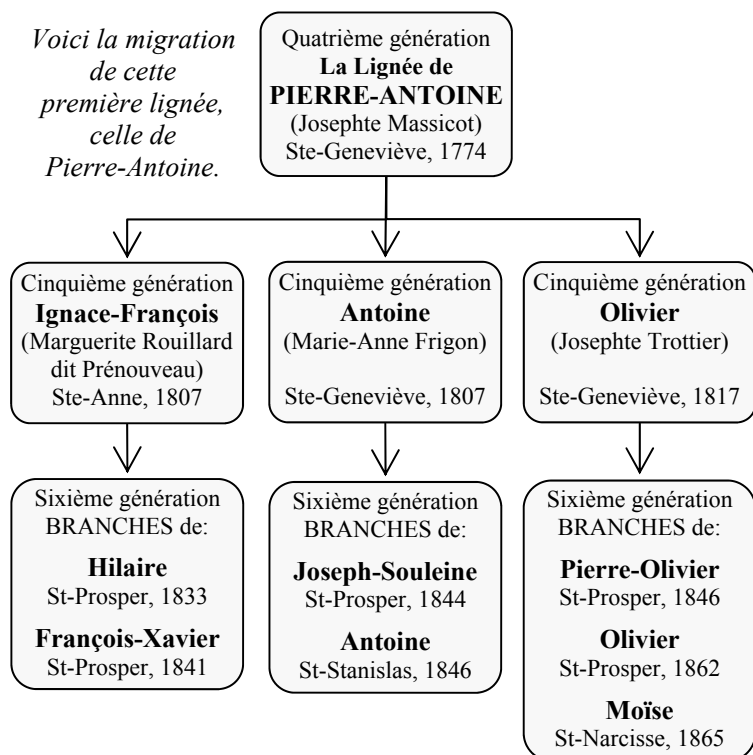 Voici la migration
de cette
première lignée,
celle de
Pierre-Antoine.
Quatrième génération
La Lignée de
PIERRE-ANTOINE
(Josephte Massicot)
Ste-Geneviève, 1774
Cinquième génération
Ignace-François
(Marguerite Rouillard
dit Prénouveau)
Ste-Anne, 1807
Cinquième génération
Antoine
(Marie-Anne Frigon)
Ste-Geneviève, 1807
Cinquième génération
Olivier
(Josephte Trottier)
Ste-Geneviève, 1817
Sixième génération
BRANCHES de:
Hilaire
St-Prosper, 1833
François-Xavier
St-Prosper, 1841
Sixième génération
BRANCHES de:
Joseph-Souleine
St-Prosper, 1844
Antoine
St-Stanislas, 1846
Sixième génération
BRANCHES de:
Pierre-Olivier
St-Prosper, 1846
Olivier
St-Prosper, 1862
Moïse
St-Narcisse, 1865